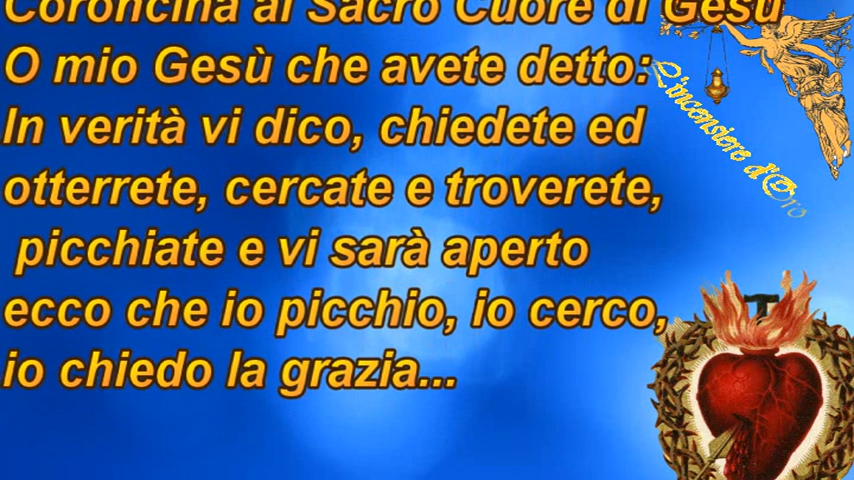 Coroncina al Sacro Cuore di Gesù
O mio Gesù che avete detto:
In verità vi dico, chiedete ed
otterrete, cercate e troverete,
picchiate e vi sarà aperto
ecco che io picchio, io cerco,
io chiedo la grazia...
L'incensiere d'Oro